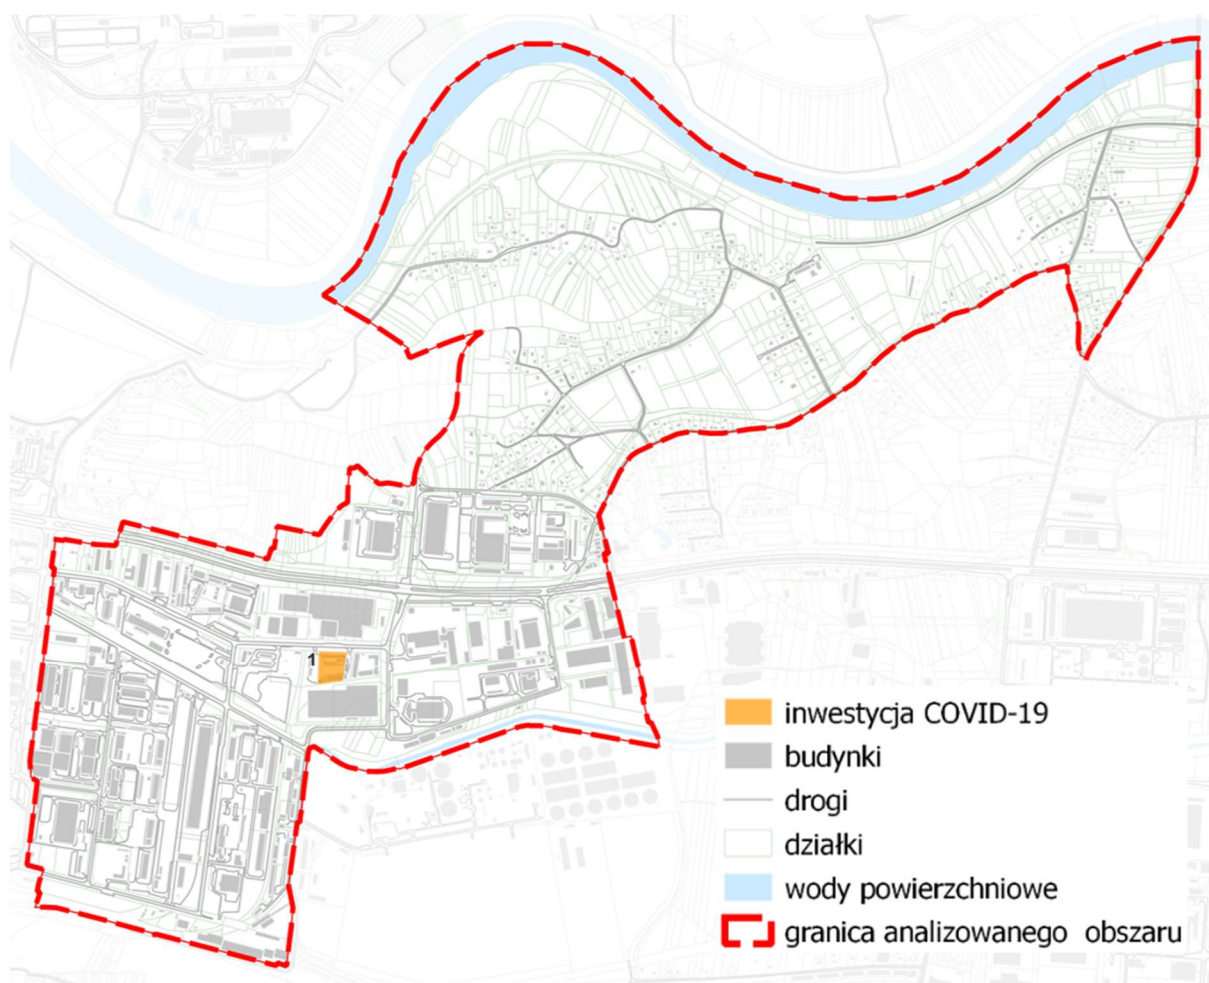 1
inwestycja COVID-19
budynki
drogi
działki
wody powierzchniowe
granica analizowanego obszaru